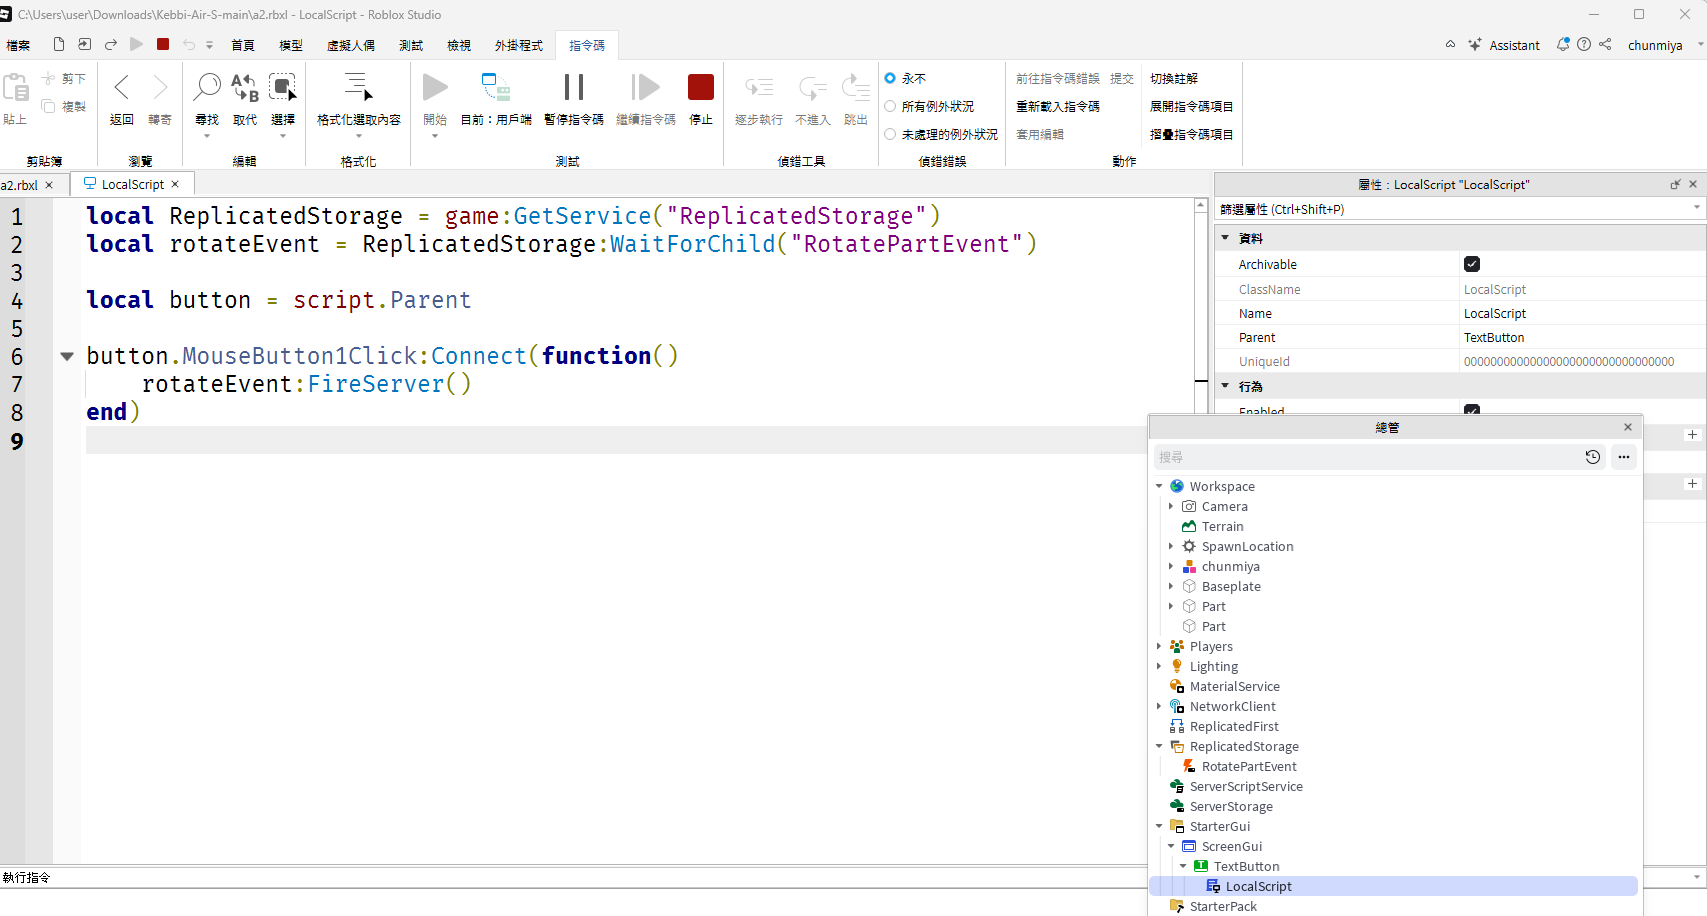 C:\Users\user\Downloads\Kebbi-Air-S-main\a2.rbxl - LocalScript - Roblox Studio
檔案 首頁 模型 虛擬人偶 測試 檢視 外掛程式 指令碼 Assistant chunmiya
貼上 剪下 複製 返回 轉寄 尋找 取代 選擇 格式化選取內容 開始 目前：用戶端 暫停指令碼 繼續指令碼 停止 逐步執行 不進入 跳出
永不 前往指令碼錯誤 提交 切換註解
所有例外狀況 重新載入指令碼 展開指令碼項目
未處理的例外狀況 套用編輯 摺疊指令碼項目
剪貼簿 瀏覽 編輯 格式化 測試 偵錯工具 偵錯錯誤 動作
a2.rbxl × LocalScript ×
1 local ReplicatedStorage = game:GetService("ReplicatedStorage")
2 local rotateEvent = ReplicatedStorage:WaitForChild("RotatePartEvent")
3
4 local button = script.Parent
5
6 button.MouseButton1Click:Connect(function()
7 rotateEvent:FireServer()
8 end)
9
執行指令
屬性：LocalScript "LocalScript"
篩選屬性 (Ctrl+Shift+P)
資料
Archivable
ClassName LocalScript
Name LocalScript
Parent TextButton
UniqueId 00000000000000000000000000000000
行為
Enabled
總管
搜尋
Workspace
Camera
Terrain
SpawnLocation
chunmiya
Baseplate
Part
Part
Players
Lighting
MaterialService
NetworkClient
ReplicatedFirst
ReplicatedStorage
RotatePartEvent
ServerScriptService
ServerStorage
StarterGui
ScreenGui
TextButton
LocalScript
StarterPack